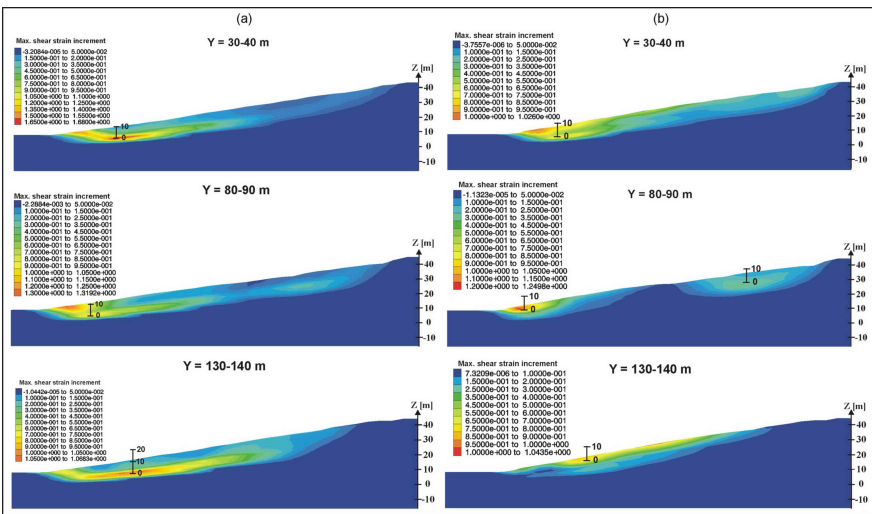 (a)
Max. shear strain increment
-3.2084e-005 to 5.0000e-002
1.5000e-001 to 2.0000e-001
3.0000e-001 to 3.5000e-001
4.5000e-001 to 5.0000e-001
6.0000e-001 to 6.5000e-001
7.5000e-001 to 8.0000e-001
9.0000e-001 to 9.5000e-001
1.0500e+000 to 1.1000e+000
1.2000e+000 to 1.2500e+000
1.3500e+000 to 1.4000e+000
1.5000e+000 to 1.5500e+000
1.6500e+000 to 1.6800e+000
Y = 30-40 m
Z [m]
40
30
20
10
0
-10
10
0
Max. shear strain increment
-2.2884e-003 to 5.0000e-002
1.0000e-001 to 1.5000e-001
2.0000e-001 to 2.5000e-001
3.0000e-001 to 3.5000e-001
4.0000e-001 to 4.5000e-001
5.0000e-001 to 5.5000e-001
6.0000e-001 to 6.5000e-001
7.0000e-001 to 7.5000e-001
8.0000e-001 to 8.5000e-001
9.0000e-001 to 9.5000e-001
1.0000e+000 to 1.0500e+000
1.1000e+000 to 1.1500e+000
1.2000e+000 to 1.2500e+000
1.3000e+000 to 1.3192e+000
Y = 80-90 m
Z [m]
40
30
20
10
0
-10
10
0
Max. shear strain increment
-1.0442e-005 to 5.0000e-002
1.0000e-001 to 1.5000e-001
2.0000e-001 to 2.5000e-001
3.0000e-001 to 3.5000e-001
4.0000e-001 to 4.5000e-001
5.0000e-001 to 5.5000e-001
6.0000e-001 to 6.5000e-001
7.0000e-001 to 7.5000e-001
8.0000e-001 to 8.5000e-001
9.0000e-001 to 9.5000e-001
1.0000e+000 to 1.0500e+000
1.0500e+000 to 1.0683e+000
Y = 130-140 m
Z [m]
40
30
20
10
0
-10
20
10
0
(b)
Max. shear strain increment
-3.7557e-006 to 5.0000e-002
1.0000e-001 to 1.5000e-001
2.0000e-001 to 2.5000e-001
3.0000e-001 to 3.5000e-001
4.0000e-001 to 4.5000e-001
5.0000e-001 to 5.5000e-001
6.0000e-001 to 6.5000e-001
7.0000e-001 to 7.5000e-001
8.0000e-001 to 8.5000e-001
9.0000e-001 to 9.5000e-001
1.0000e+000 to 1.0260e+000
Y = 30-40 m
Z [m]
40
30
20
10
0
-10
10
0
Max. shear strain increment
-1.1323e-005 to 5.0000e-002
1.0000e-001 to 1.5000e-001
2.0000e-001 to 2.5000e-001
3.0000e-001 to 3.5000e-001
4.0000e-001 to 4.5000e-001
5.0000e-001 to 5.5000e-001
6.0000e-001 to 6.5000e-001
7.0000e-001 to 7.5000e-001
8.0000e-001 to 8.5000e-001
9.0000e-001 to 9.5000e-001
1.0000e+000 to 1.0500e+000
1.1000e+000 to 1.1500e+000
1.2000e+000 to 1.2498e+000
Y = 80-90 m
Z [m]
40
30
20
10
0
-10
10
0
10
0
Max. shear strain increment
7.3209e-006 to 1.0000e-001
1.5000e-001 to 2.0000e-001
2.5000e-001 to 3.0000e-001
3.5000e-001 to 4.0000e-001
4.5000e-001 to 5.0000e-001
5.5000e-001 to 6.0000e-001
6.5000e-001 to 7.0000e-001
7.5000e-001 to 8.0000e-001
8.5000e-001 to 9.0000e-001
9.5000e-001 to 1.0000e+000
1.0000e+000 to 1.0435e+000
Y = 130-140 m
Z [m]
40
30
20
10
0
-10
10
0